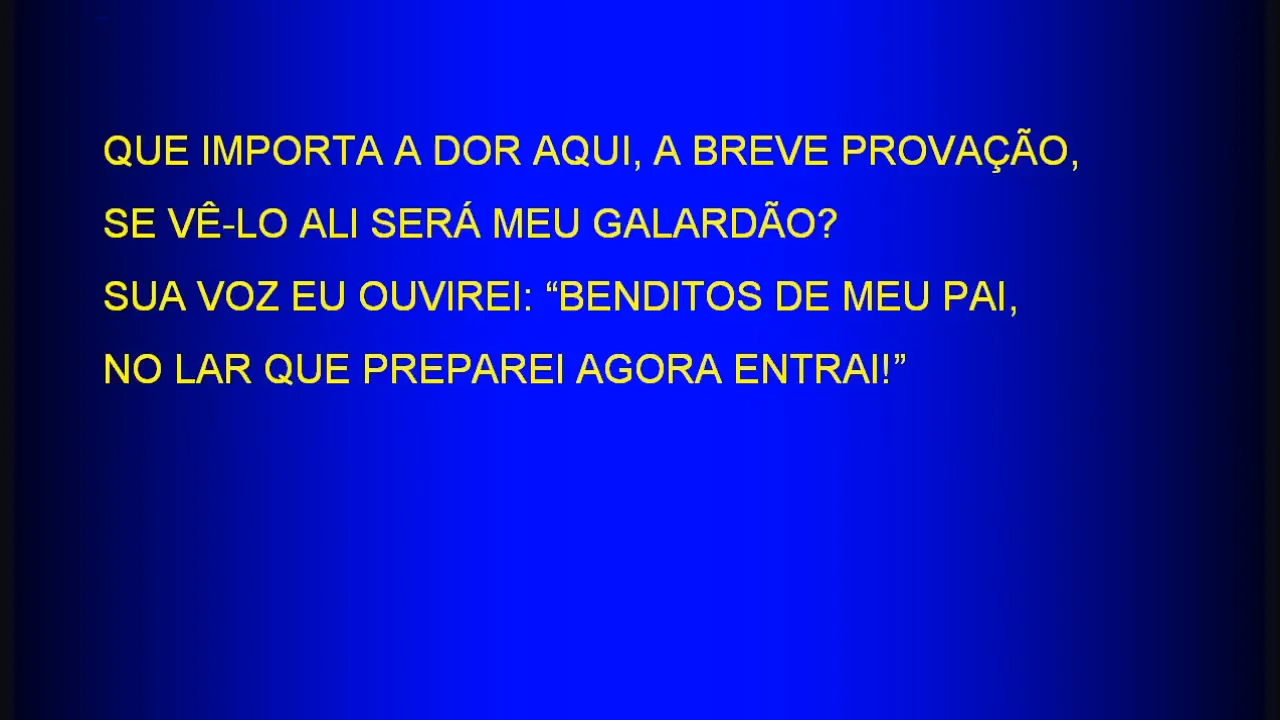 QUE IMPORTA A DOR AQUI, A BREVE PROVAÇÃO,
SE VÊ-LO ALI SERÁ MEU GALARDÃO?
SUA VOZ EU OUVIREI: “BENDITOS DE MEU PAI,
NO LAR QUE PREPAREI AGORA ENTRAI!”